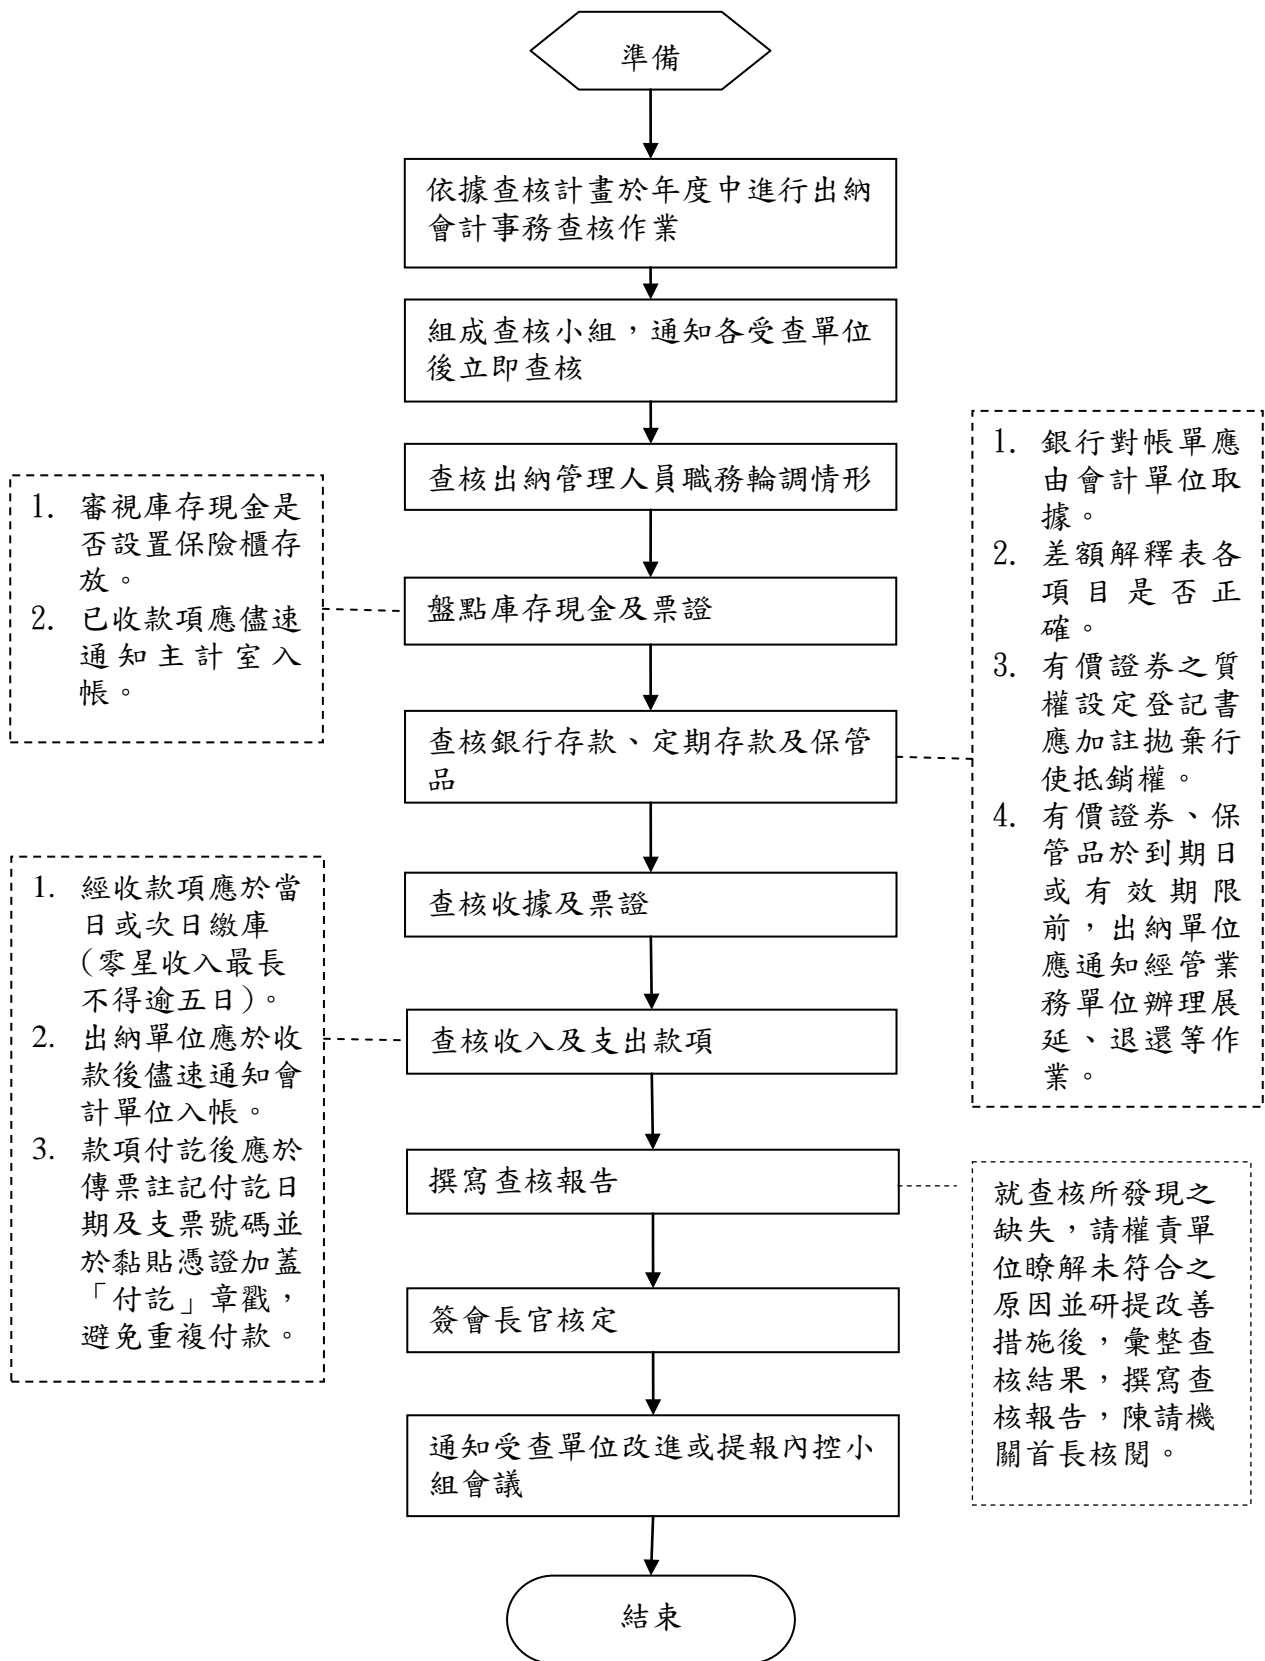 準備
依據查核計畫於年度中進行出納
會計事務查核作業
組成查核小組，通知各受查單位
後立即查核
查核出納管理人員職務輪調情形
1. 審視庫存現金是
否設置保險櫃存
放。
2. 已收款項應儘速
通知主計室入
帳。
盤點庫存現金及票證
1. 銀行對帳單應
由會計單位取
據。
2. 差額解釋表各
項目是否正
確。
3. 有價證券之質
權設定登記書
應加註拋棄行
使抵銷權。
4. 有價證券、保
管品於到期日
或有效期限
前，出納單位
應通知經管業
務單位辦理展
延、退還等作
業。
查核銀行存款、定期存款及保管
品
查核收據及票證
1. 經收款項應於當
日或次日繳庫
(零星收入最長
不得逾五日)。
2. 出納單位應於收
款後儘速通知會
計單位入帳。
3. 款項付訖後應於
傳票註記付訖日
期及支票號碼並
於黏貼憑證加蓋
「付訖」章戳，
避免重複付款。
查核收入及支出款項
撰寫查核報告
就查核所發現之
缺失，請權責單
位瞭解未符合之
原因並研提改善
措施後，彙整查
核結果，撰寫查
核報告，陳請機
關首長核閱。
簽會長官核定
通知受查單位改進或提報內控小
組會議
結束